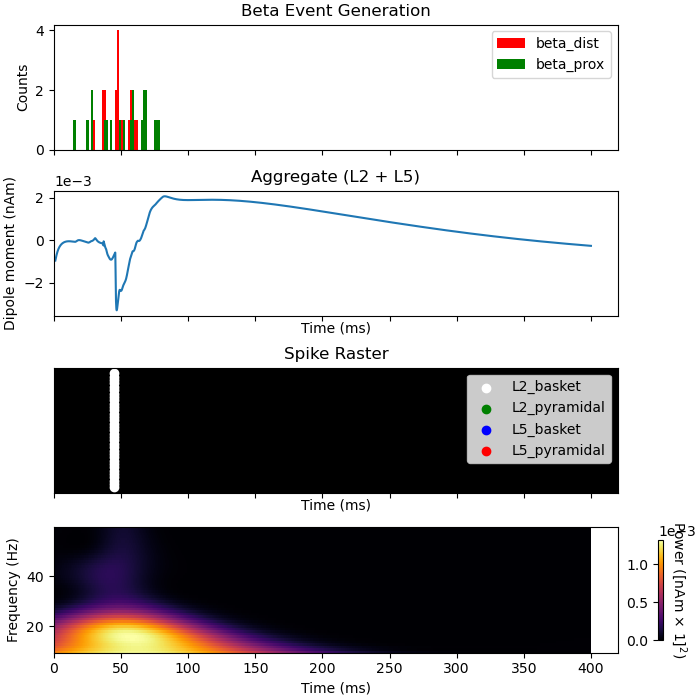 Beta Event Generation
Counts
4
2
0
beta_dist
beta_prox
Aggregate (L2 + L5)
1e−3
Dipole moment (nAm)
2
0
−2
Time (ms)
Spike Raster
L2_basket
L2_pyramidal
L5_basket
L5_pyramidal
Time (ms)
Frequency (Hz)
40
20
0 50 100 150 200 250 300 350 400
Time (ms)
1e−3
1.0
0.5
0.0
Power ([nAm × 1]²)